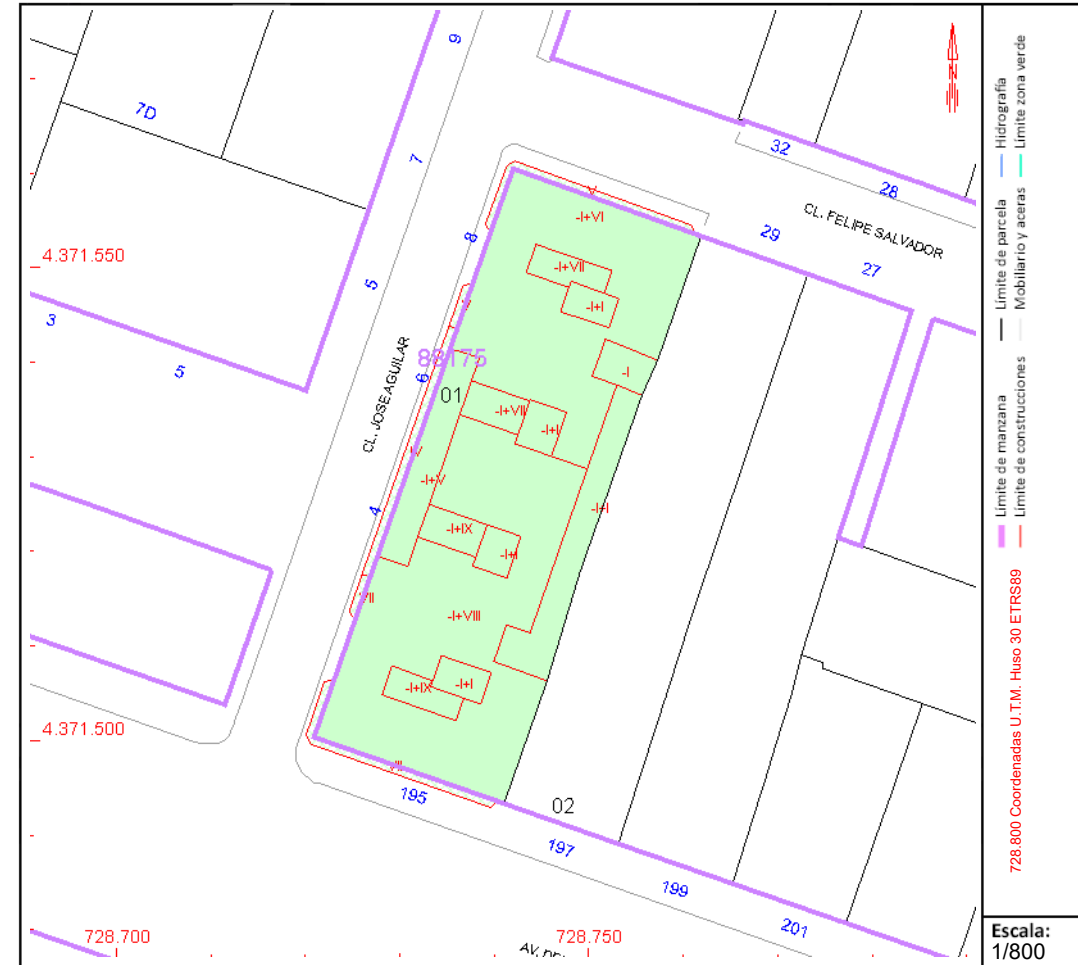 9
7D
7
32
28
CL. FELIPE SALVADOR
V
-I+VI
29
27
8
4.371.550
-I+VII
-I+I
5
3
5
CL. JOSE AGUILAR
88175
6
01
-I
-I+VII
-I+I
-I+V
-I+I
4
-I+IX
-I+I
VII
-I+VIII
-I+IX
-I+I
4.371.500
VII
195
02
197
199
201
728.700
728.750
N
Hidrografía
Límite zona verde
Límite de parcela
Mobiliario y aceras
Límite de manzana
Límite de construcciones
728.800 Coordenadas U.T.M. Huso 30 ETRS89
Escala:
1/800